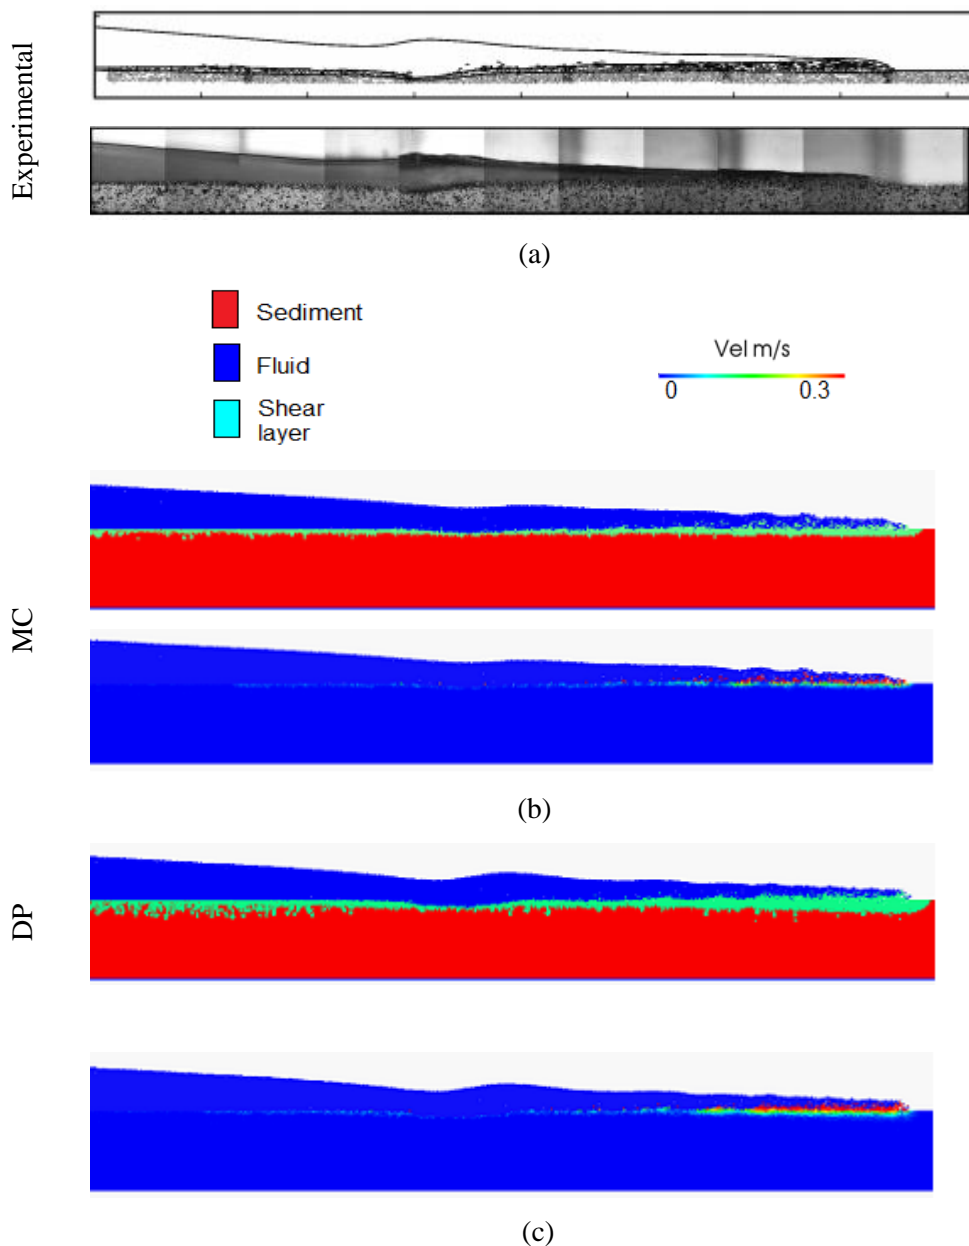 Experimental
(a)
Sediment
Fluid
Shear
layer
Vel m/s
0
0.3
MC
(b)
DP
(c)